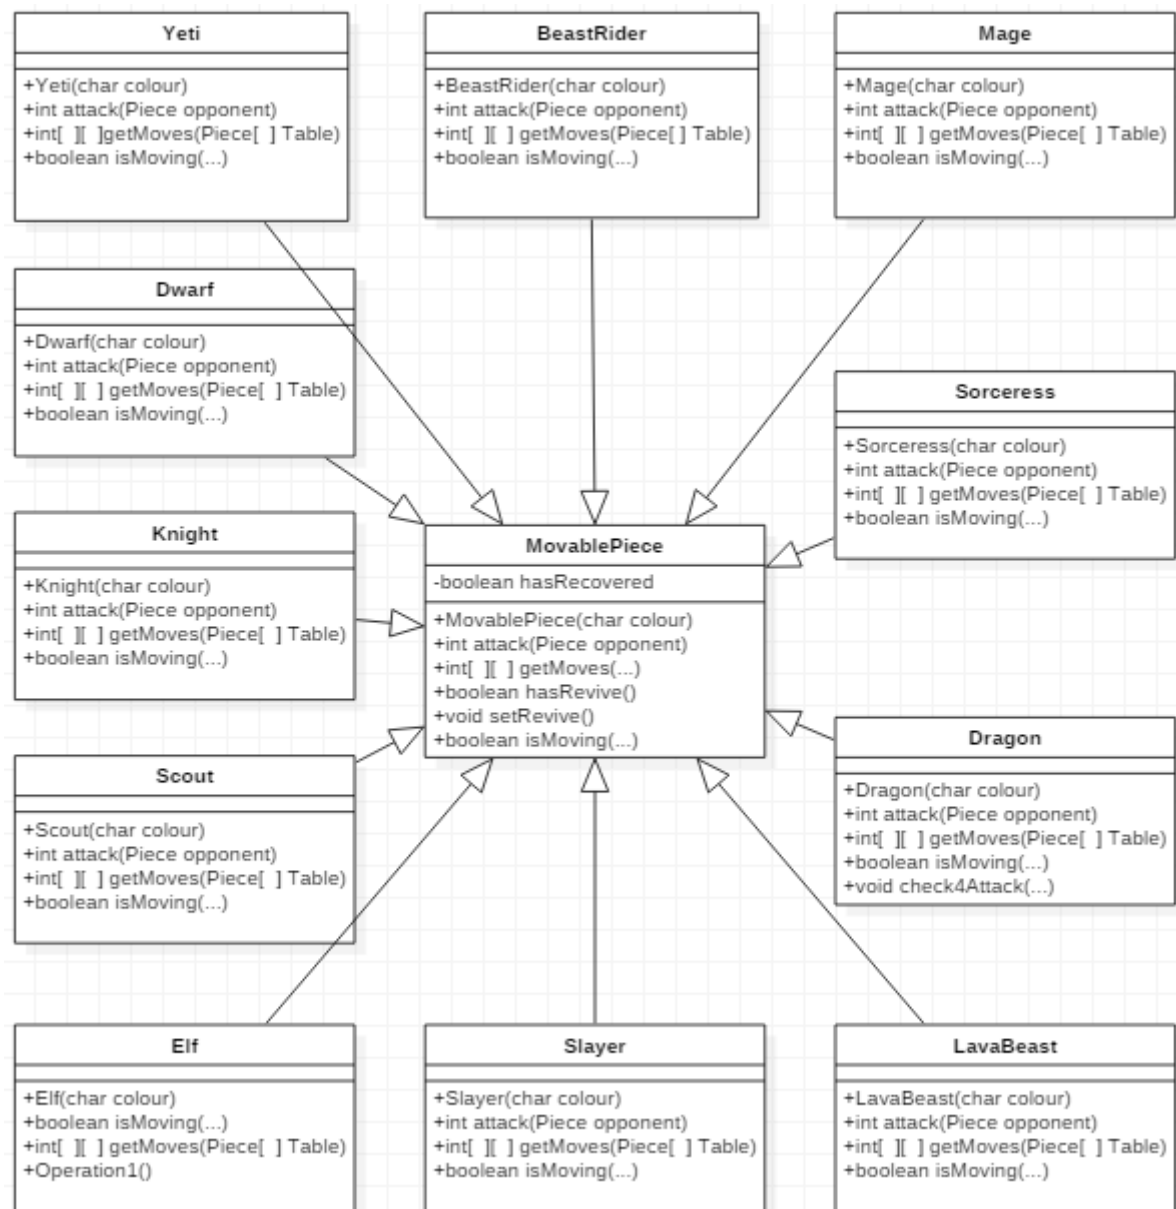 Yeti
+Yeti(char colour)
+int attack(Piece opponent)
+int[ ][ ]getMoves(Piece[ ] Table)
+boolean isMoving(...)
BeastRider
+BeastRider(char colour)
+int attack(Piece opponent)
+int[ ][ ] getMoves(Piece[ ] Table)
+boolean isMoving(...)
Mage
+Mage(char colour)
+int attack(Piece opponent)
+int[ ][ ] getMoves(Piece[ ] Table)
+boolean isMoving(...)
Dwarf
+Dwarf(char colour)
+int attack(Piece opponent)
+int[ ][ ] getMoves(Piece[ ] Table)
+boolean isMoving(...)
Sorceress
+Sorceress(char colour)
+int attack(Piece opponent)
+int[ ][ ] getMoves(Piece[ ] Table)
+boolean isMoving(...)
Knight
+Knight(char colour)
+int attack(Piece opponent)
+int[ ][ ] getMoves(Piece[ ] Table)
+boolean isMoving(...)
MovablePiece
-boolean hasRecovered
+MovablePiece(char colour)
+int attack(Piece opponent)
+int[ ][ ] getMoves(...)
+boolean hasRevive()
+void setRevive()
+boolean isMoving(...)
Dragon
+Dragon(char colour)
+int attack(Piece opponent)
+int[ ][ ] getMoves(Piece[ ] Table)
+boolean isMoving(...)
+void check4Attack(...)
Scout
+Scout(char colour)
+int attack(Piece opponent)
+int[ ][ ] getMoves(Piece[ ] Table)
+boolean isMoving(...)
Elf
+Elf(char colour)
+boolean isMoving(...)
+int[ ][ ] getMoves(Piece[ ] Table)
+Operation1()
Slayer
+Slayer(char colour)
+int attack(Piece opponent)
+int[ ][ ] getMoves(Piece[ ] Table)
+boolean isMoving(...)
LavaBeast
+LavaBeast(char colour)
+int attack(Piece opponent)
+int[ ][ ] getMoves(Piece[ ] Table)
+boolean isMoving(...)